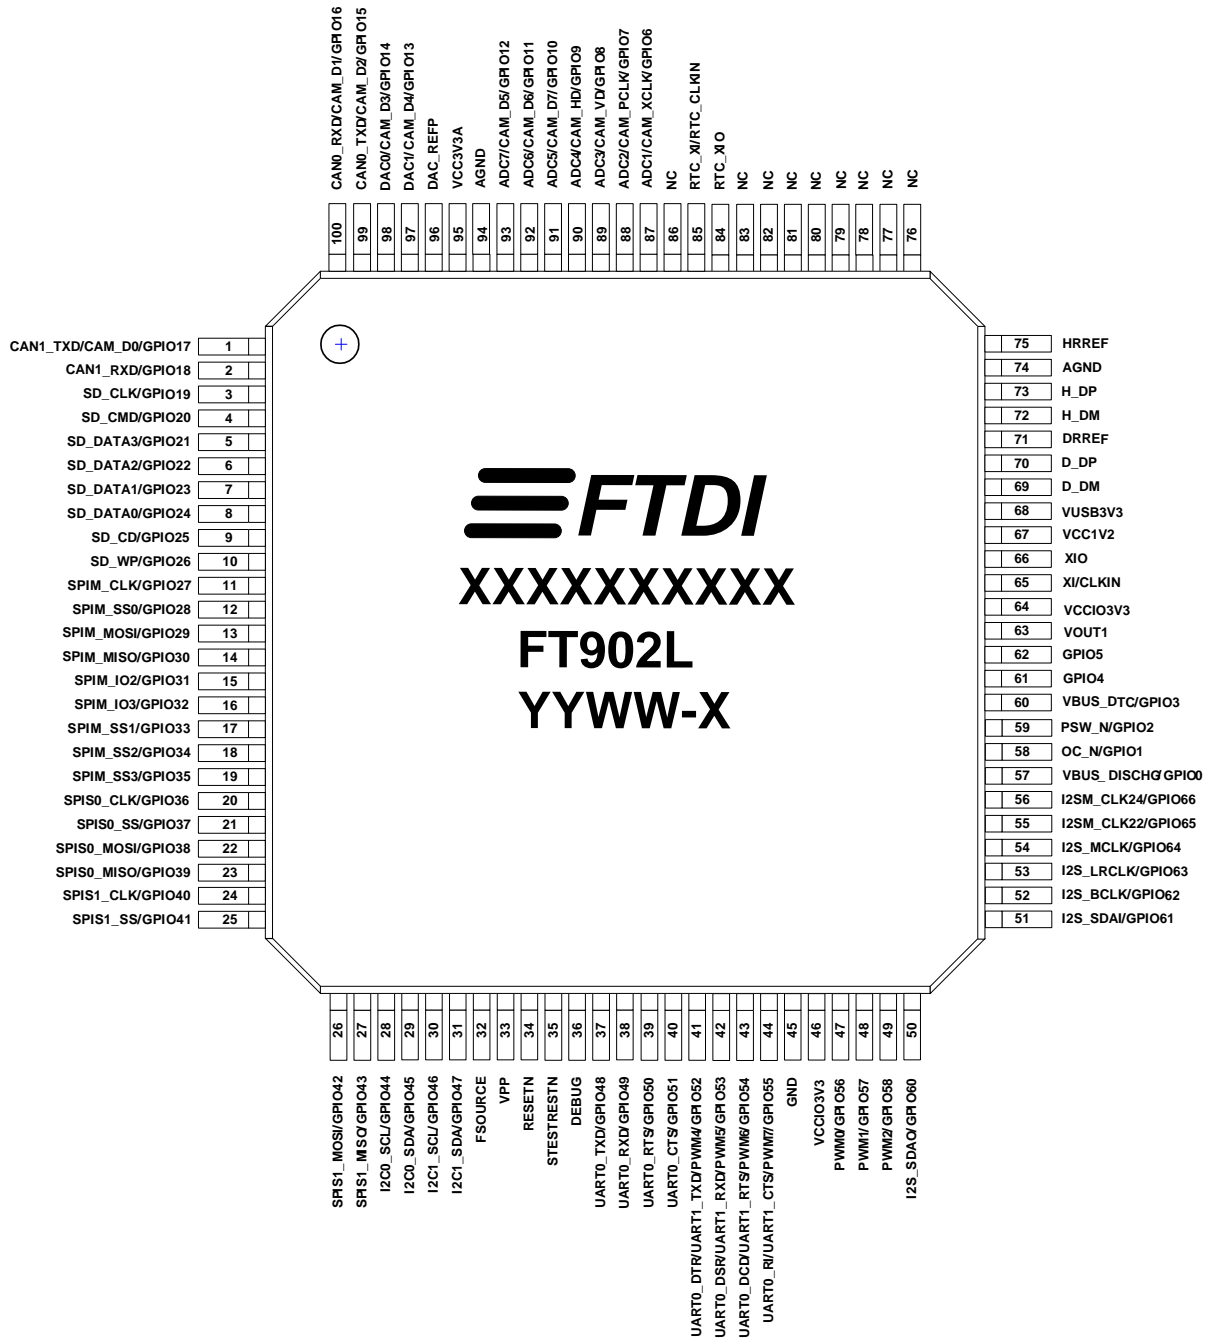 CAN0_RXD/CAM_D1/GPIO16
CAN0_TXD/CAM_D2/GPIO15
DAC0/CAM_D3/GPIO14
DAC1/CAM_D4/GPIO13
DAC_REFP
VCC3V3A
AGND
ADC7/CAM_D5/GPIO12
ADC6/CAM_D6/GPIO11
ADC5/CAM_D7/GPIO10
ADC4/CAM_HD/GPIO9
ADC3/CAM_VD/GPIO8
ADC2/CAM_PCLK/GPIO7
ADC1/CAM_XCLK/GPIO6
NC
RTC_XI/RTC_CLKIN
RTC_XIO
NC
NC
NC
NC
NC
NC
NC
NC
100
99
98
97
96
95
94
93
92
91
90
89
88
87
86
85
84
83
82
81
80
79
78
77
76
CAN1_TXD/CAM_D0/GPIO17 1
CAN1_RXD/GPIO18 2
SD_CLK/GPIO19 3
SD_CMD/GPIO20 4
SD_DATA3/GPIO21 5
SD_DATA2/GPIO22 6
SD_DATA1/GPIO23 7
SD_DATA0/GPIO24 8
SD_CD/GPIO25 9
SD_WP/GPIO26 10
SPIM_CLK/GPIO27 11
SPIM_SS0/GPIO28 12
SPIM_MOSI/GPIO29 13
SPIM_MISO/GPIO30 14
SPIM_IO2/GPIO31 15
SPIM_IO3/GPIO32 16
SPIM_SS1/GPIO33 17
SPIM_SS2/GPIO34 18
SPIM_SS3/GPIO35 19
SPIS0_CLK/GPIO36 20
SPIS0_SS/GPIO37 21
SPIS0_MOSI/GPIO38 22
SPIS0_MISO/GPIO39 23
SPIS1_CLK/GPIO40 24
SPIS1_SS/GPIO41 25
FTDI
XXXXXXXXXX
FT902L
YYWW-X
75 HRREF
74 AGND
73 H_DP
72 H_DM
71 DRREF
70 D_DP
69 D_DM
68 VUSB3V3
67 VCC1V2
66 XIO
65 XI/CLKIN
64 VCCIO3V3
63 VOUT1
62 GPIO5
61 GPIO4
60 VBUS_DTC/GPIO3
59 PSW_N/GPIO2
58 OC_N/GPIO1
57 VBUS_DISCHG/GPIO0
56 I2SM_CLK24/GPIO66
55 I2SM_CLK22/GPIO65
54 I2S_MCLK/GPIO64
53 I2S_LRCLK/GPIO63
52 I2S_BCLK/GPIO62
51 I2S_SDAI/GPIO61
26
27
28
29
30
31
32
33
34
35
36
37
38
39
40
41
42
43
44
45
46
47
48
49
50
SPIS1_MOSI/GPIO42
SPIS1_MISO/GPIO43
I2C0_SCL/GPIO44
I2C0_SDA/GPIO45
I2C1_SCL/GPIO46
I2C1_SDA/GPIO47
FSOURCE
VPP
RESETN
STESTRESTN
DEBUG
UART0_TXD/GPIO48
UART0_RXD/GPIO49
UART0_RTS/GPIO50
UART0_CTS/GPIO51
UART0_DTR/UART1_TXD/PWM4/GPIO52
UART0_DSR/UART1_RXD/PWM5/GPIO53
UART0_DCD/UART1_RTS/PWM6/GPIO54
UART0_RI/UART1_CTS/PWM7/GPIO55
GND
VCCIO3V3
PWM0/GPIO56
PWM1/GPIO57
PWM2/GPIO58
I2S_SDAO/GPIO60